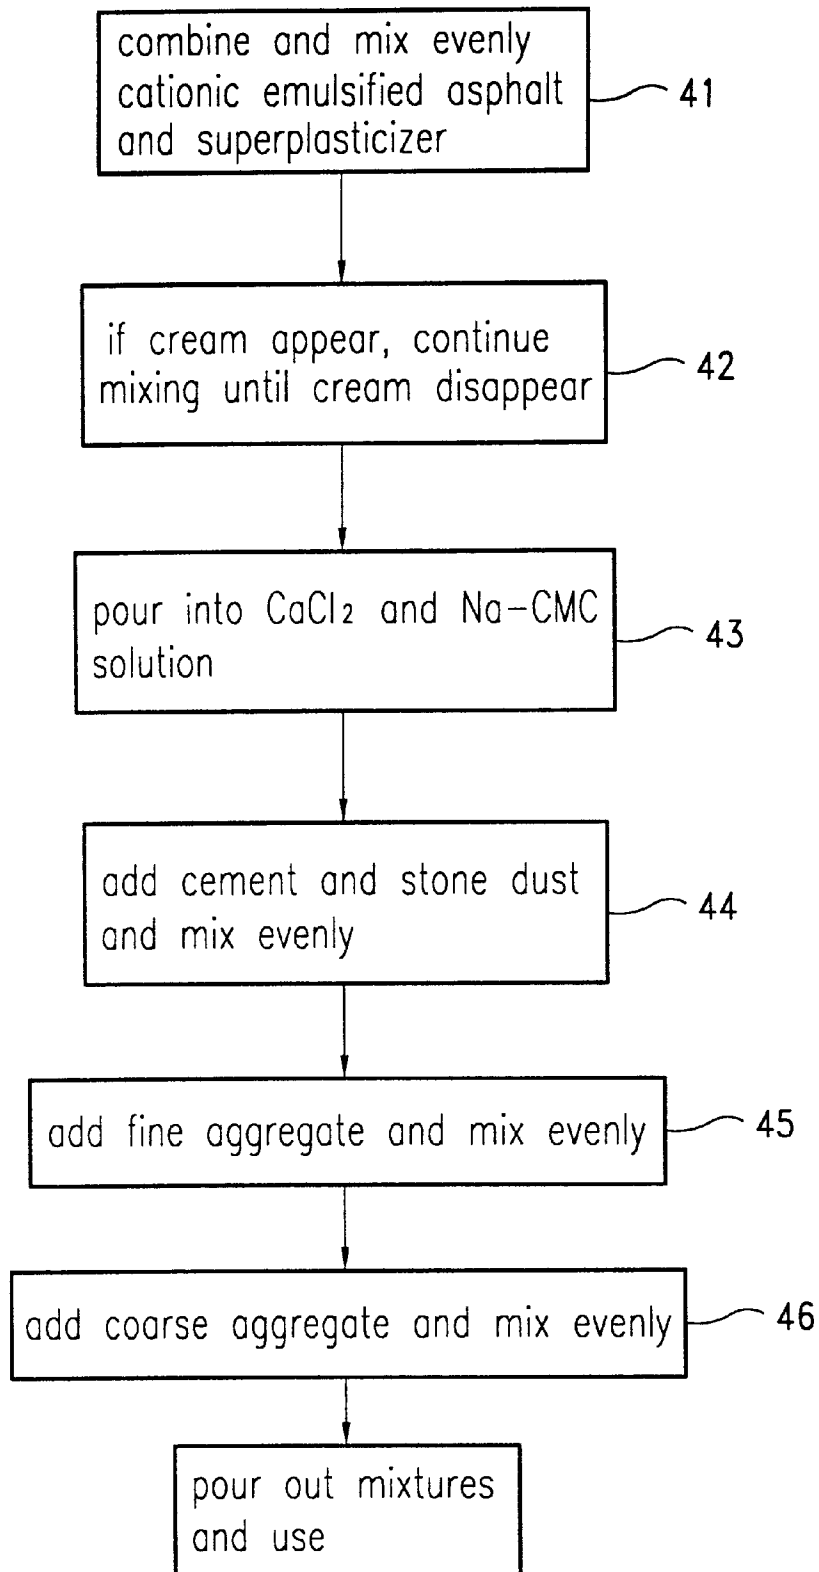 combine and mix evenly
cationic emulsified asphalt
and superplasticizer
41
if cream appear, continue
mixing until cream disappear
42
pour into CaCl₂ and Na-CMC
solution
43
add cement and stone dust
and mix evenly
44
add fine aggregate and mix evenly
45
add coarse aggregate and mix evenly
46
pour out mixtures
and use